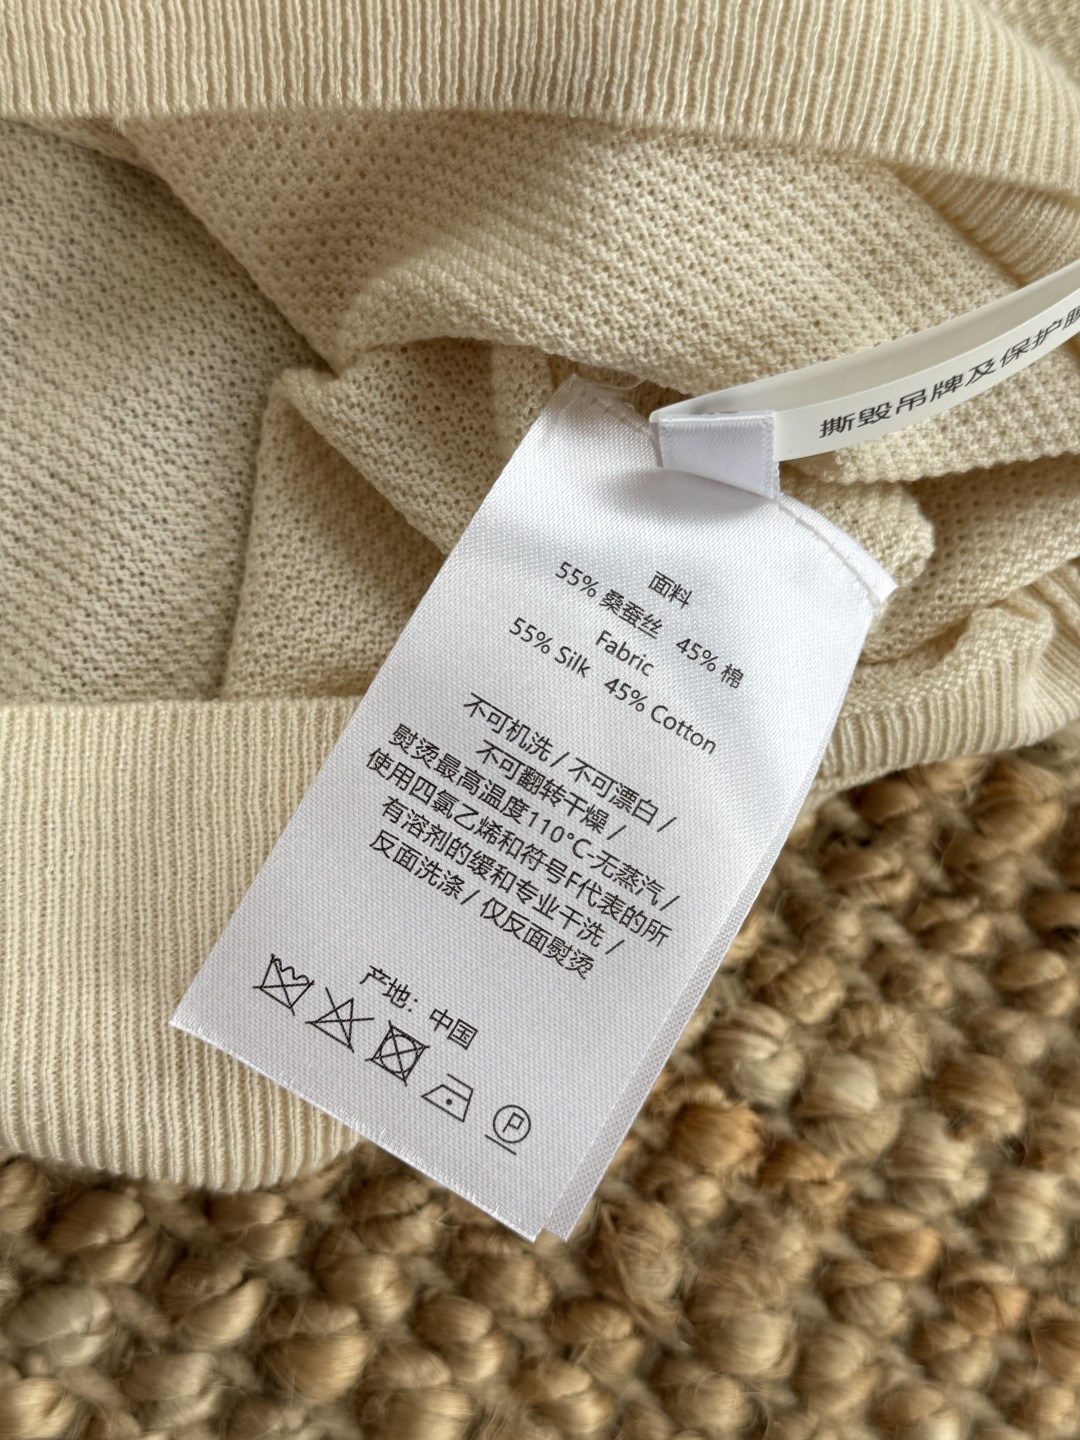 撕毁吊牌及保护
面料
55% 桑蚕丝 45% 棉
Fabric
55% Silk 45% Cotton
不可机洗 / 不可漂白 /
不可翻转干燥 /
熨烫最高温度110°C-无蒸汽 /
使用四氯乙烯和符号F代表的所
有溶剂的缓和专业干洗 /
反面洗涤 / 仅反面熨烫
产地：中国
P